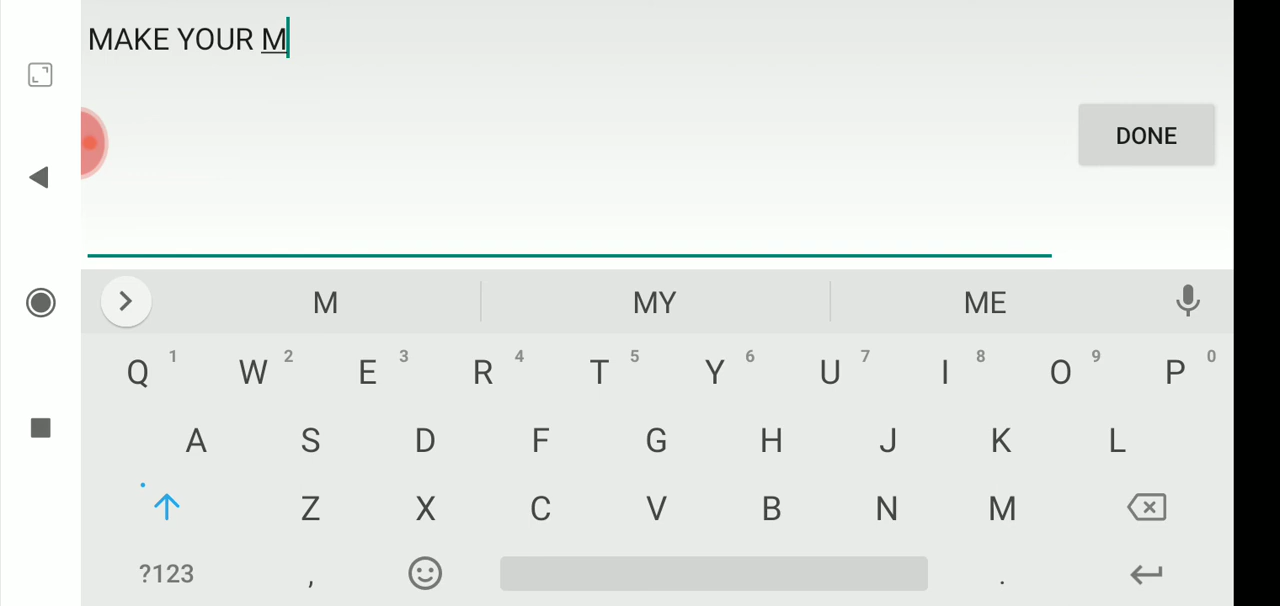 MAKE YOUR M
DONE
M MY ME
Q 1 W 2 E 3 R 4 T 5 Y 6 U 7 I 8 O 9 P 0
A S D F G H J K L
Z X C V B N M
?123 , .